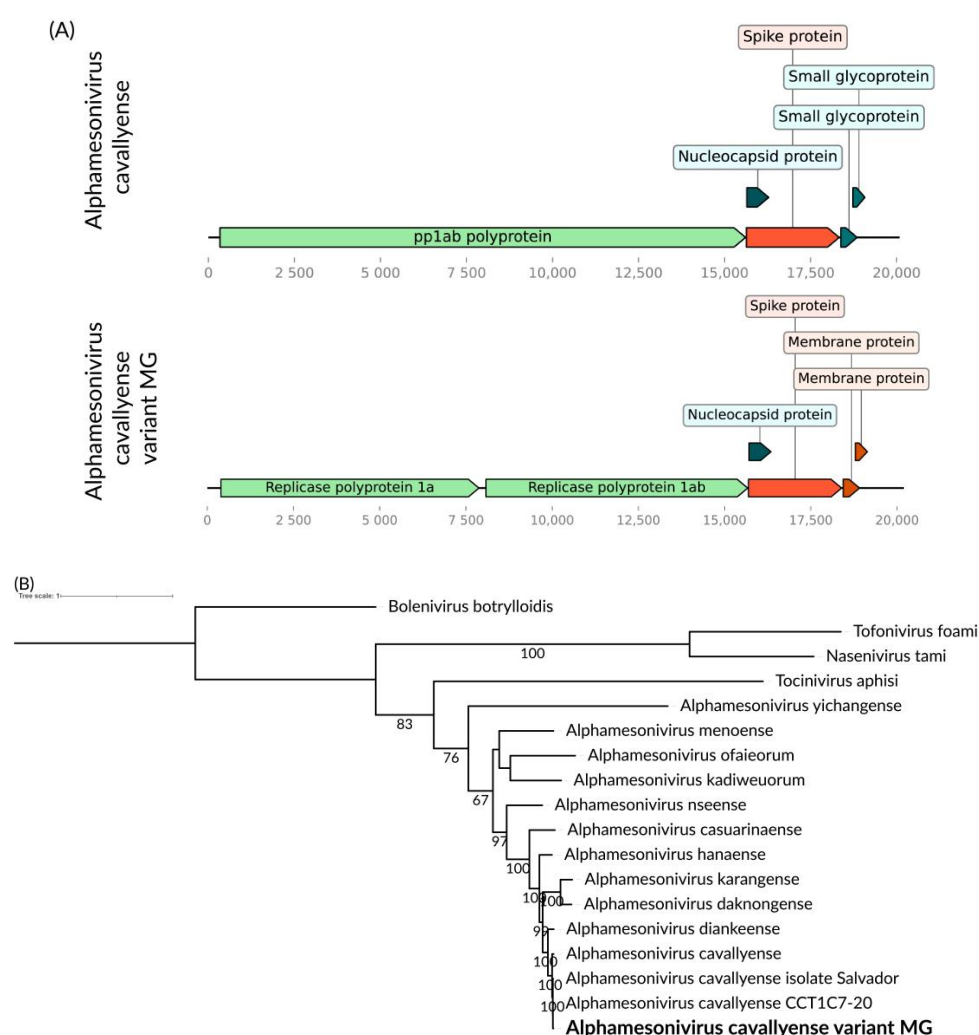 (A)
Alphamesonivirus
cavallyense
Spike protein
Small glycoprotein
Small glycoprotein
Nucleocapsid protein
pp1ab polyprotein
0 2 500 5 000 7 500 10,000 12,500 15,000 17,500 20,000
Alphamesonivirus
cavallyense
variant MG
Spike protein
Membrane protein
Membrane protein
Nucleocapsid protein
Replicase polyprotein 1a Replicase polyprotein 1ab
0 2 500 5 000 7 500 10,000 12,500 15,000 17,500 20,000
(B)
Tree scale: 1
Bolenivirus botrylloidis
Tofonivirus foami
100
Nasenivirus tami
Tocinivirus aphisi
Alphamesonivirus yichangense
83
Alphamesonivirus menoense
76
Alphamesonivirus ofaieorum
Alphamesonivirus kadiweuorum
67
Alphamesonivirus nseense
Alphamesonivirus casuarinaense
97
Alphamesonivirus hanaense
100
Alphamesonivirus karangense
100
100
Alphamesonivirus daknongense
Alphamesonivirus diankeense
Alphamesonivirus cavallyense
100
Alphamesonivirus cavallyense isolate Salvador
100
Alphamesonivirus cavallyense CCT1C7-20
100
Alphamesonivirus cavallyense variant MG